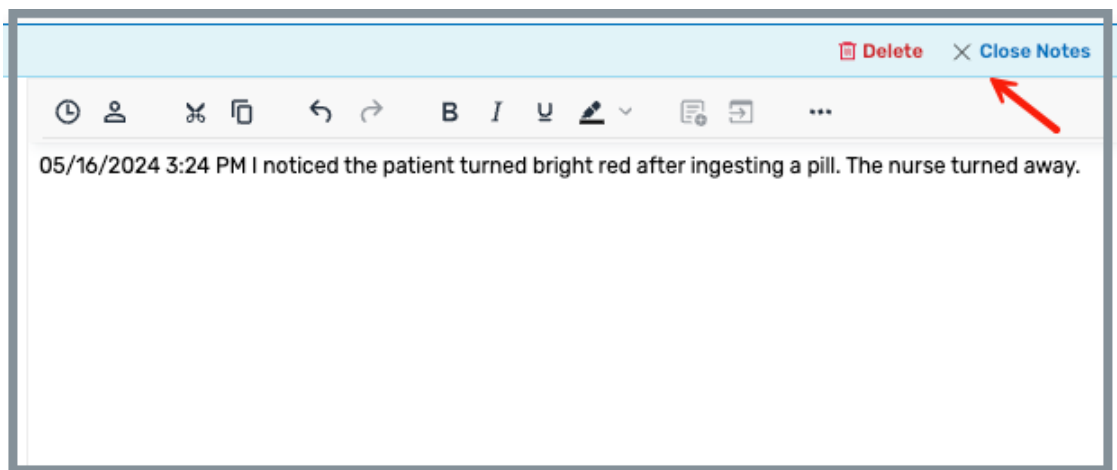 Delete Close Notes
B I U
05/16/2024 3:24 PM I noticed the patient turned bright red after ingesting a pill. The nurse turned away.